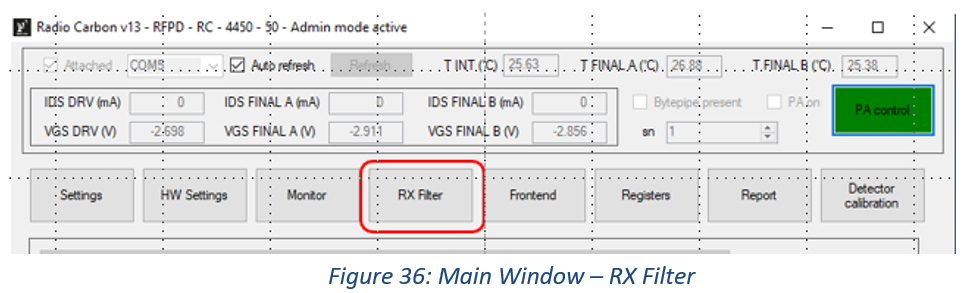 Radio Carbon v13 - RFPD - RC - 4450 - 50 - Admin mode active
Attached COM5 Auto refresh Refresh T INT.(°C) 25.63 T FINAL A (°C) 26.88 T FINAL B (°C) 25.38
IDIS DRV (mA) 0 IDS FINAL A (mA) 0 IDS FINAL B (mA) 0 Bytepipe present PA on PA control
VGS DRV (V) -2.698 VGS FINAL A (V) -2.911 VGS FINAL B (V) -2.856 sn 1
Settings HW Settings Monitor RX Filter Frontend Registers Report Detector calibration
Figure 36: Main Window – RX Filter